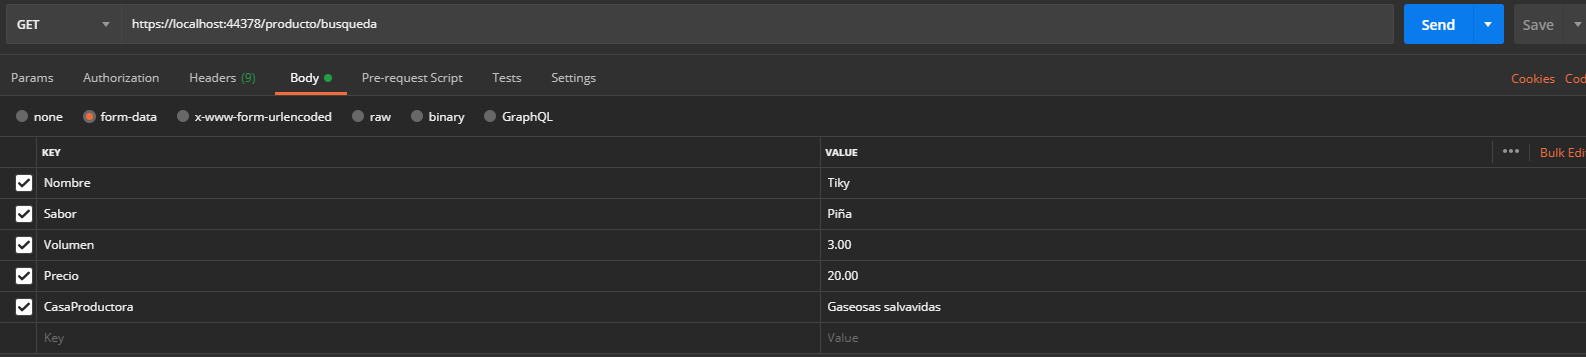 GET https://localhost:44378/producto/busqueda Send Save
Params Authorization Headers (9) Body Pre-request Script Tests Settings Cookies Cod
none form-data x-www-form-urlencoded raw binary GraphQL
KEY VALUE ••• Bulk Edi
Nombre Tiky
Sabor Piña
Volumen 3.00
Precio 20.00
CasaProductora Gaseosas salvavidas
Key Value